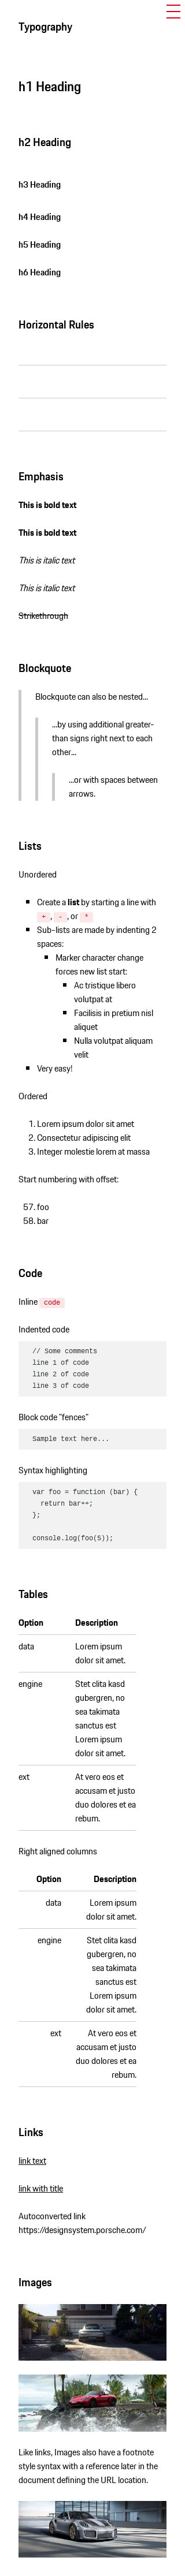 Typography
h1 Heading
h2 Heading
h3 Heading
h4 Heading
h5 Heading
h6 Heading
Horizontal Rules
Emphasis
This is bold text
This is bold text
This is italic text
This is italic text
Strikethrough
Blockquote
Blockquote can also be nested...
...by using additional greater-
than signs right next to each
other...
...or with spaces between
arrows.
Lists
Unordered
Create a list by starting a line with
+, -, or *
Sub-lists are made by indenting 2
spaces:
Marker character change
forces new list start:
Ac tristique libero
volutpat at
Facilisis in pretium nisl
aliquet
Nulla volutpat aliquam
velit
Very easy!
Ordered
1. Lorem ipsum dolor sit amet
2. Consectetur adipiscing elit
3. Integer molestie lorem at massa
Start numbering with offset:
57. foo
58. bar
Code
Inline code
Indented code
// Some comments
line 1 of code
line 2 of code
line 3 of code
Block code "fences"
Sample text here...
Syntax highlighting
var foo = function (bar) {
return bar++;
};
console.log(foo(5));
Tables
Option Description
data Lorem ipsum
dolor sit amet.
engine Stet clita kasd
gubergren, no
sea takimata
sanctus est
Lorem ipsum
dolor sit amet.
ext At vero eos et
accusam et justo
duo dolores et ea
rebum.
Right aligned columns
Option Description
data Lorem ipsum
dolor sit amet.
engine Stet clita kasd
gubergren, no
sea takimata
sanctus est
Lorem ipsum
dolor sit amet.
ext At vero eos et
accusam et justo
duo dolores et ea
rebum.
Links
link text
link with title
Autoconverted link
https://designsystem.porsche.com/
Images
Like links, Images also have a footnote
style syntax with a reference later in the
document defining the URL location.